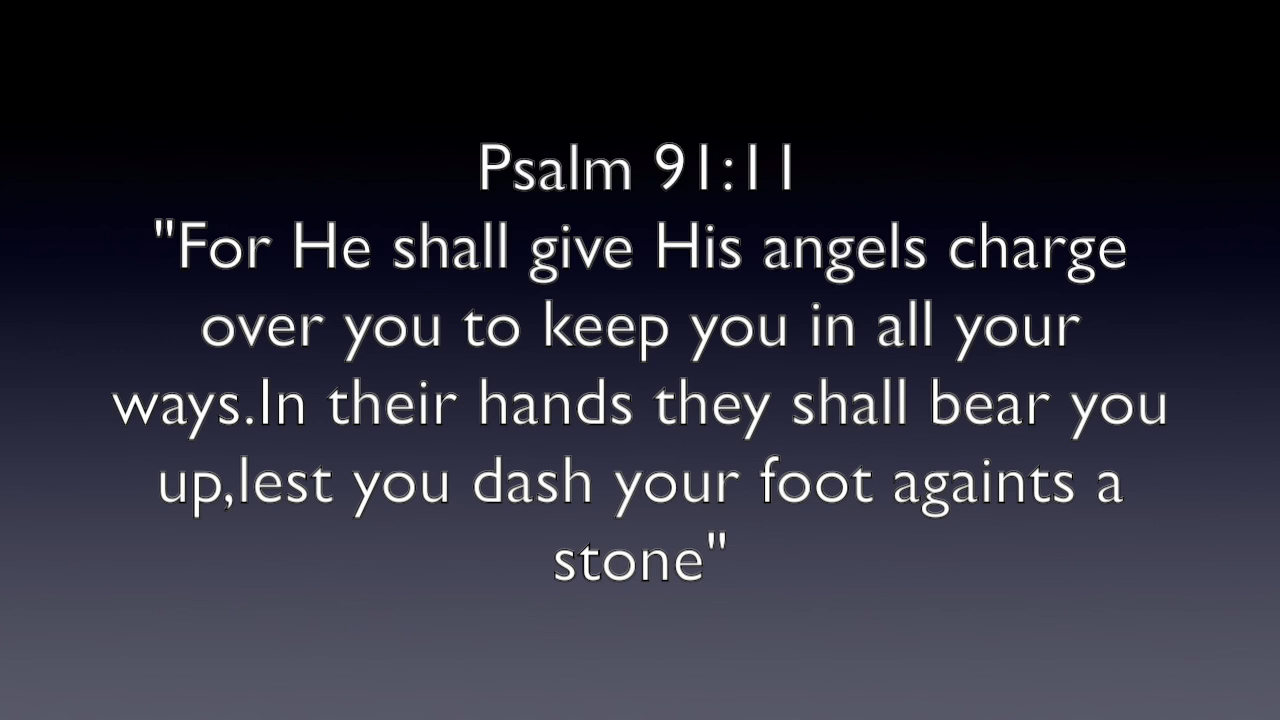 Psalm 91:11
"For He shall give His angels charge
over you to keep you in all your
ways.In their hands they shall bear you
up,lest you dash your foot againts a
stone"